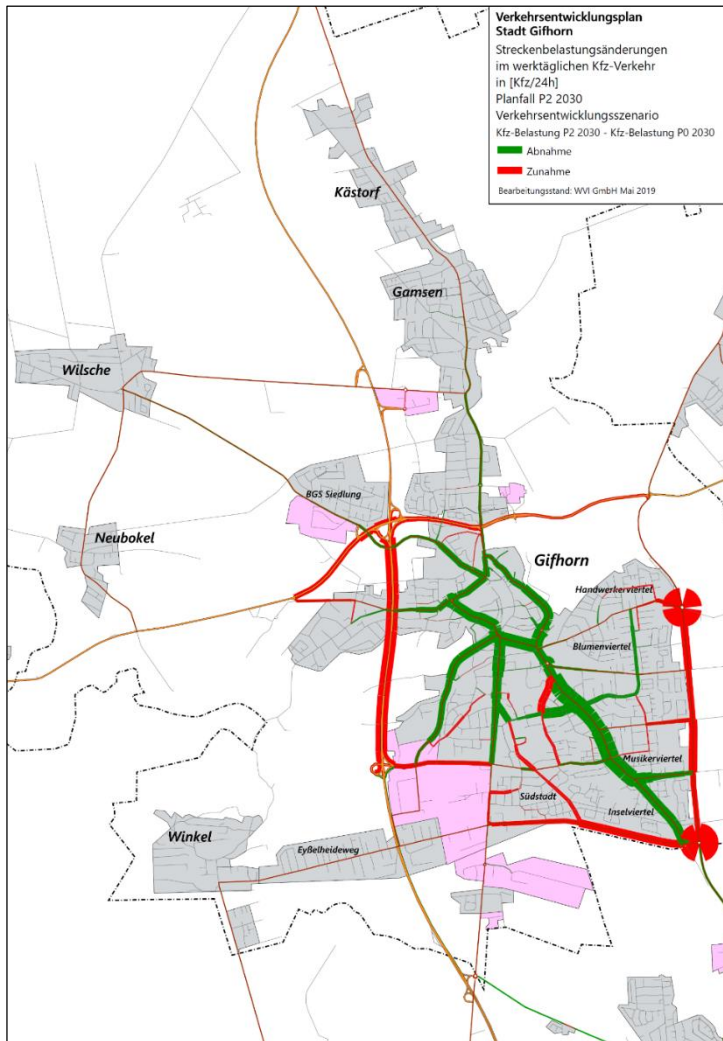 Verkehrsentwicklungsplan
Stadt Gifhorn
Streckenbelastungsänderungen
im werktäglichen Kfz-Verkehr
in [Kfz/24h]
Planfall P2 2030
Verkehrsentwicklungsszenario
Kfz-Belastung P2 2030 - Kfz-Belastung P0 2030
Abnahme
Zunahme
Bearbeitungsstand: WVI GmbH Mai 2019
Kästorf
Gamsen
Wilsche
BGS Siedlung
Neubokel
Gifhorn
Handwerkerviertel
Blumenviertel
Musikerviertel
Südstadt
Inselviertel
Winkel
Eyßelheideweg